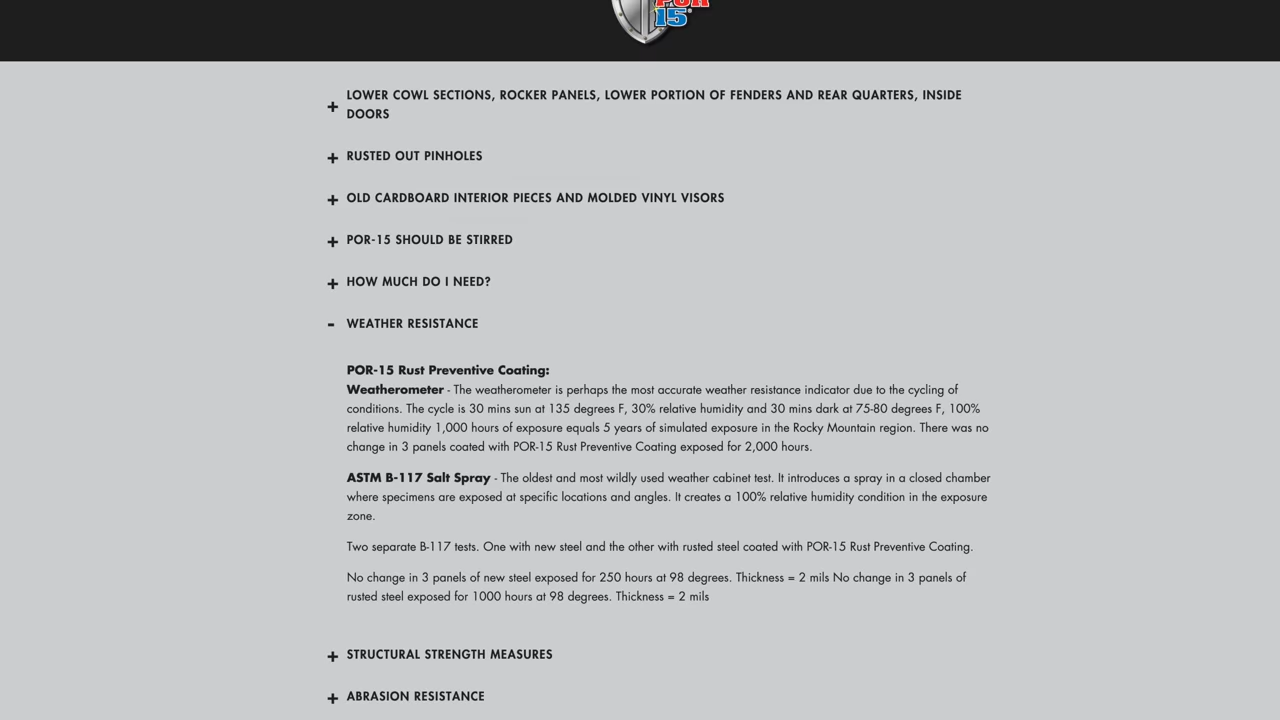 POR
15
+ LOWER COWL SECTIONS, ROCKER PANELS, LOWER PORTION OF FENDERS AND REAR QUARTERS, INSIDE
DOORS
+ RUSTED OUT PINHOLES
+ OLD CARDBOARD INTERIOR PIECES AND MOLDED VINYL VISORS
+ POR-15 SHOULD BE STIRRED
+ HOW MUCH DO I NEED?
- WEATHER RESISTANCE
POR-15 Rust Preventive Coating:
Weatherometer - The weatherometer is perhaps the most accurate weather resistance indicator due to the cycling of
conditions. The cycle is 30 mins sun at 135 degrees F, 30% relative humidity and 30 mins dark at 75-80 degrees F, 100%
relative humidity 1,000 hours of exposure equals 5 years of simulated exposure in the Rocky Mountain region. There was no
change in 3 panels coated with POR-15 Rust Preventive Coating exposed for 2,000 hours.
ASTM B-117 Salt Spray - The oldest and most wildly used weather cabinet test. It introduces a spray in a closed chamber
where specimens are exposed at specific locations and angles. It creates a 100% relative humidity condition in the exposure
zone.
Two separate B-117 tests. One with new steel and the other with rusted steel coated with POR-15 Rust Preventive Coating.
No change in 3 panels of new steel exposed for 250 hours at 98 degrees. Thickness = 2 mils No change in 3 panels of
rusted steel exposed for 1000 hours at 98 degrees. Thickness = 2 mils
+ STRUCTURAL STRENGTH MEASURES
+ ABRASION RESISTANCE